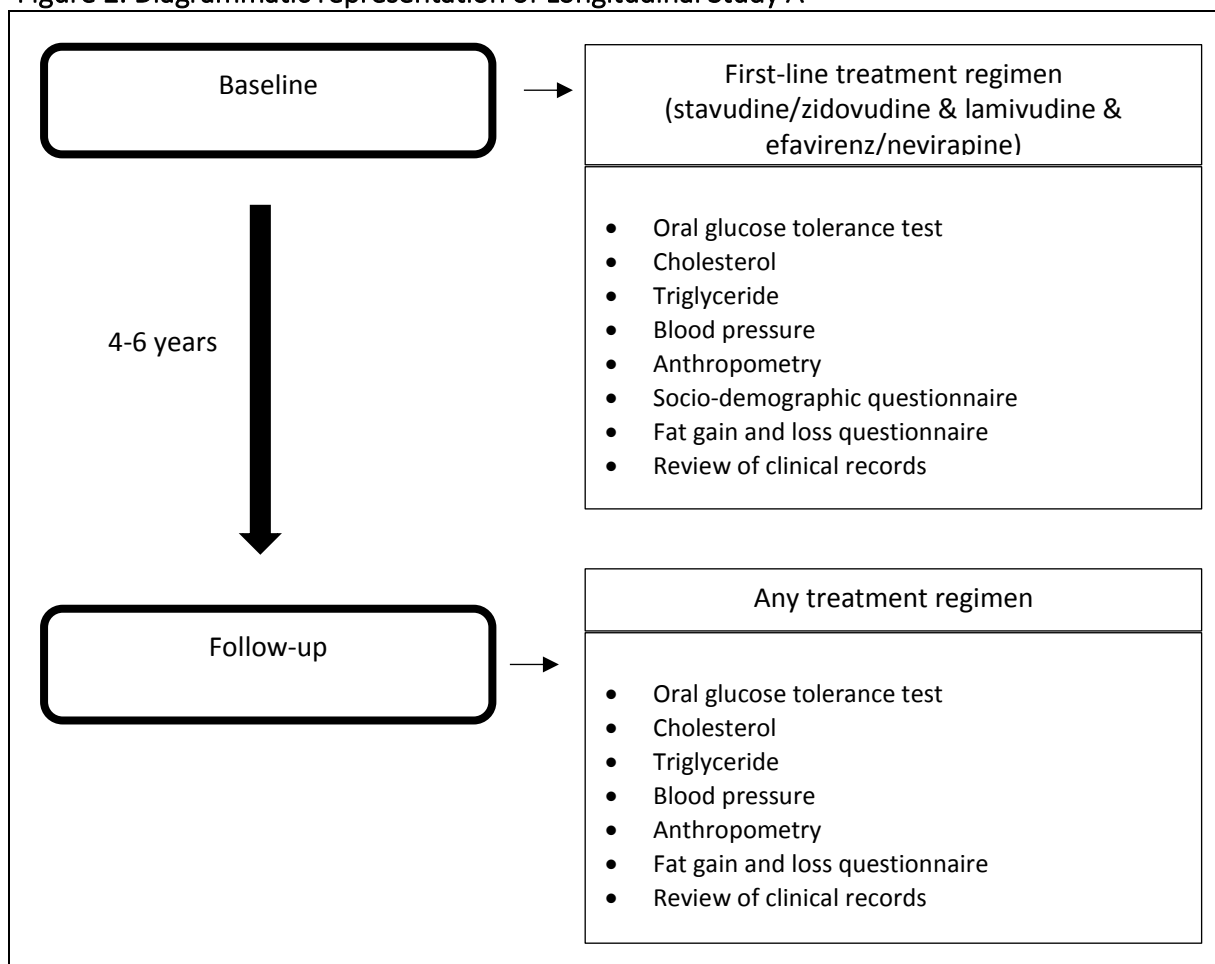 Figure 2: Diagrammatic representation of Longitudinal Study A
Baseline
First-line treatment regimen
(stavudine/zidovudine & lamivudine &
efavirenz/nevirapine)
• Oral glucose tolerance test
• Cholesterol
• Triglyceride
• Blood pressure
• Anthropometry
• Socio-demographic questionnaire
• Fat gain and loss questionnaire
• Review of clinical records
4-6 years
Follow-up
Any treatment regimen
• Oral glucose tolerance test
• Cholesterol
• Triglyceride
• Blood pressure
• Anthropometry
• Fat gain and loss questionnaire
• Review of clinical records